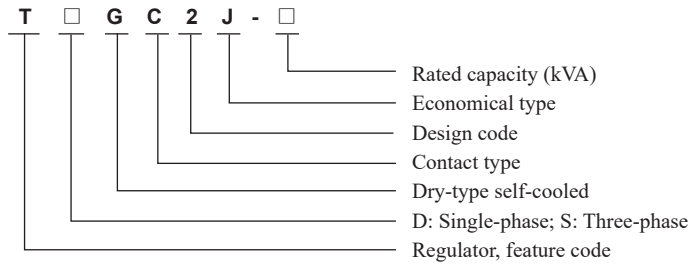 T □ G C 2 J - □
Rated capacity (kVA)
Economical type
Design code
Contact type
Dry-type self-cooled
D: Single-phase; S: Three-phase
Regulator, feature code